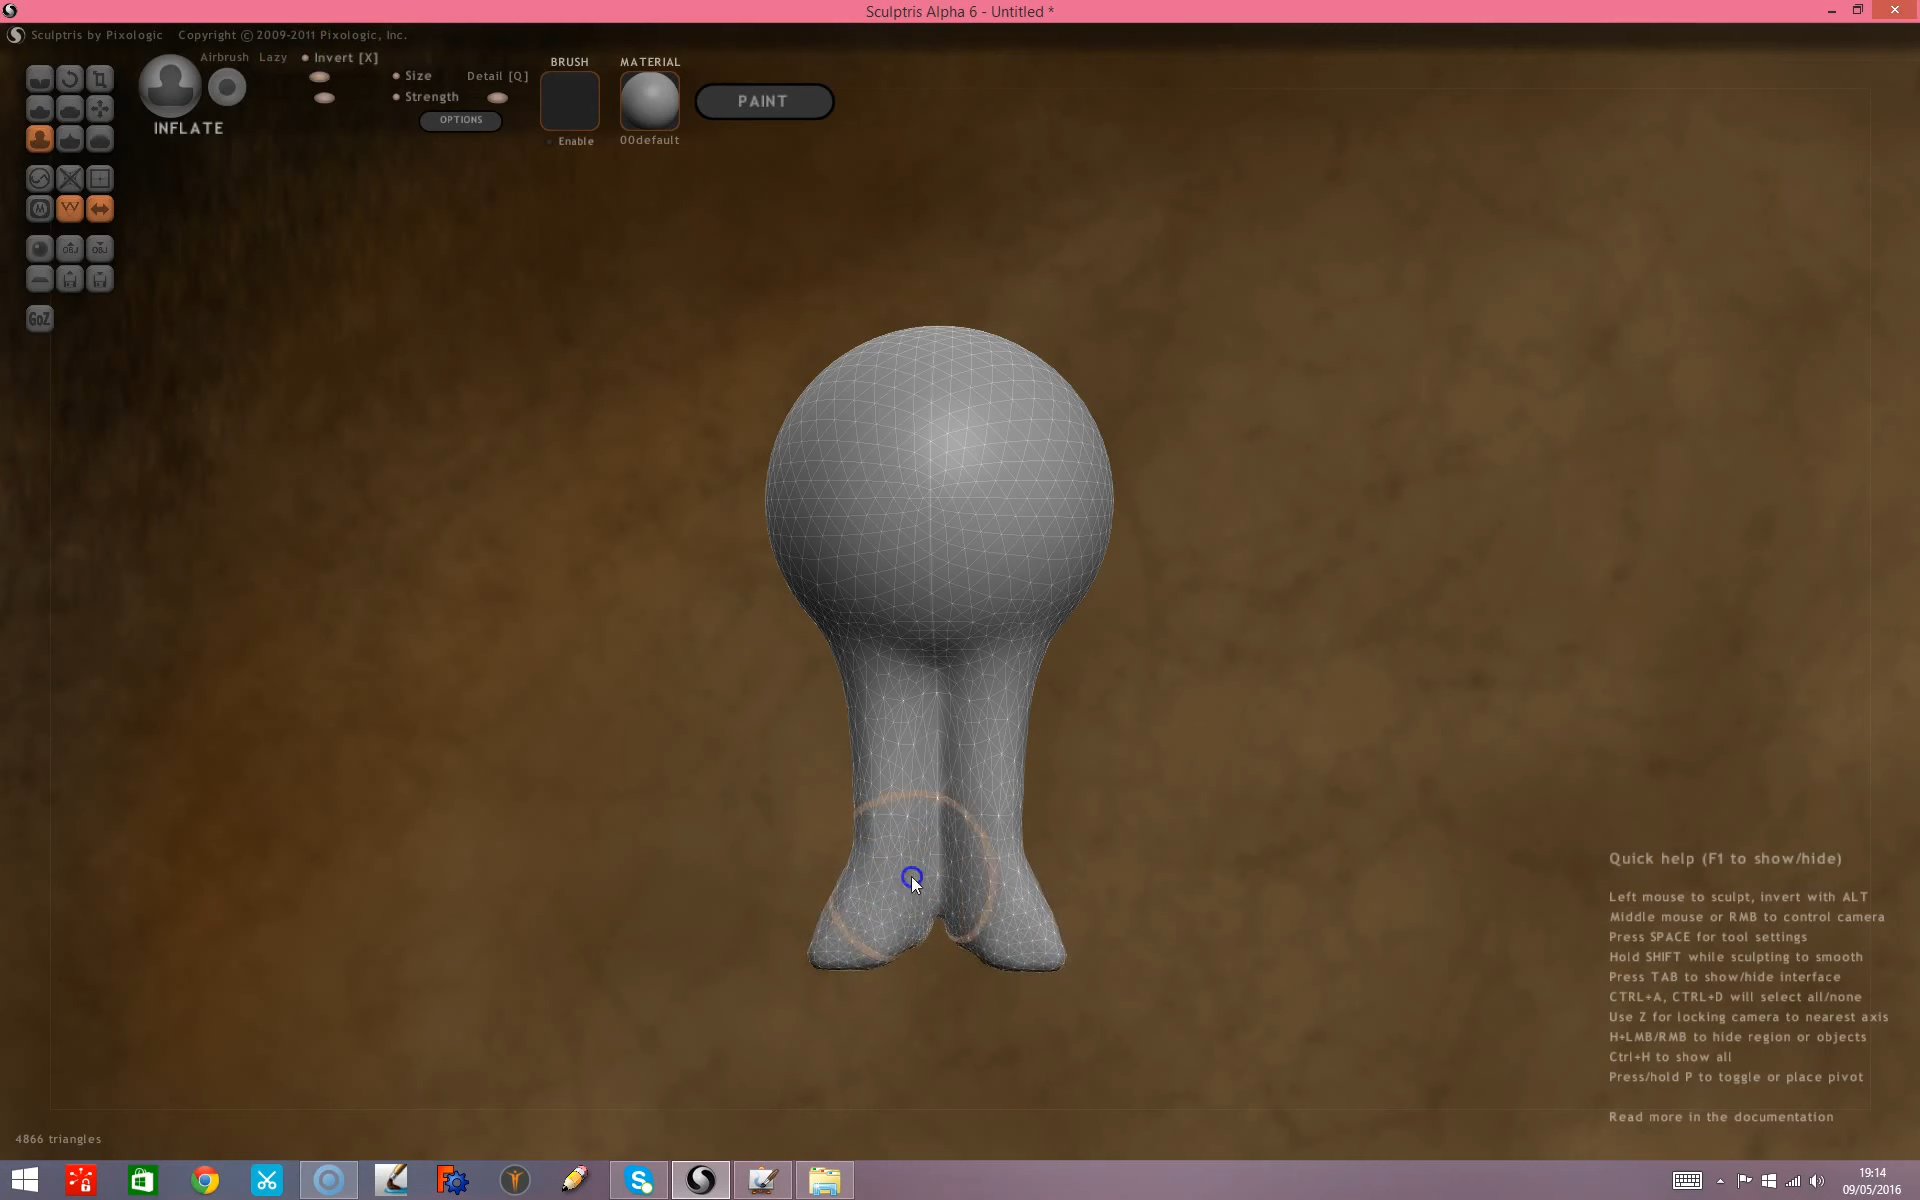 Sculptris Alpha 6 - Untitled *
Sculptris by Pixologic Copyright © 2009-2011 Pixologic, Inc.
Airbrush Lazy Invert [X]
Size Detail [Q]
Strength
OPTIONS
INFLATE
BRUSH
Enable
MATERIAL
00default
PAINT
OBJ OBJ
GoZ
Quick help (F1 to show/hide)
Left mouse to sculpt, invert with ALT
Middle mouse or RMB to control camera
Press SPACE for tool settings
Hold SHIFT while sculpting to smooth
Press TAB to show/hide interface
CTRL+A, CTRL+D will select all/none
Use Z for locking camera to nearest axis
H+LMB/RMB to hide region or objects
Ctrl+H to show all
Press/hold P to toggle or place pivot
Read more in the documentation
4866 triangles
19:14
09/05/2016